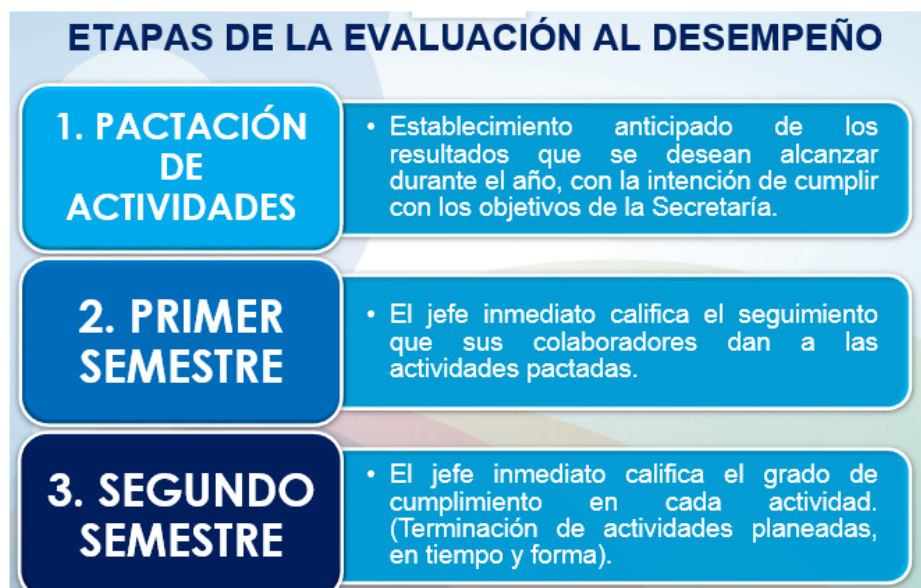 ETAPAS DE LA EVALUACIÓN AL DESEMPEÑO
1. PACTACIÓN
DE
ACTIVIDADES
• Establecimiento anticipado de los
resultados que se desean alcanzar
durante el año, con la intención de cumplir
con los objetivos de la Secretaría.
2. PRIMER
SEMESTRE
• El jefe inmediato califica el seguimiento
que sus colaboradores dan a las
actividades pactadas.
3. SEGUNDO
SEMESTRE
• El jefe inmediato califica el grado de
cumplimiento en cada actividad.
(Terminación de actividades planeadas,
en tiempo y forma).